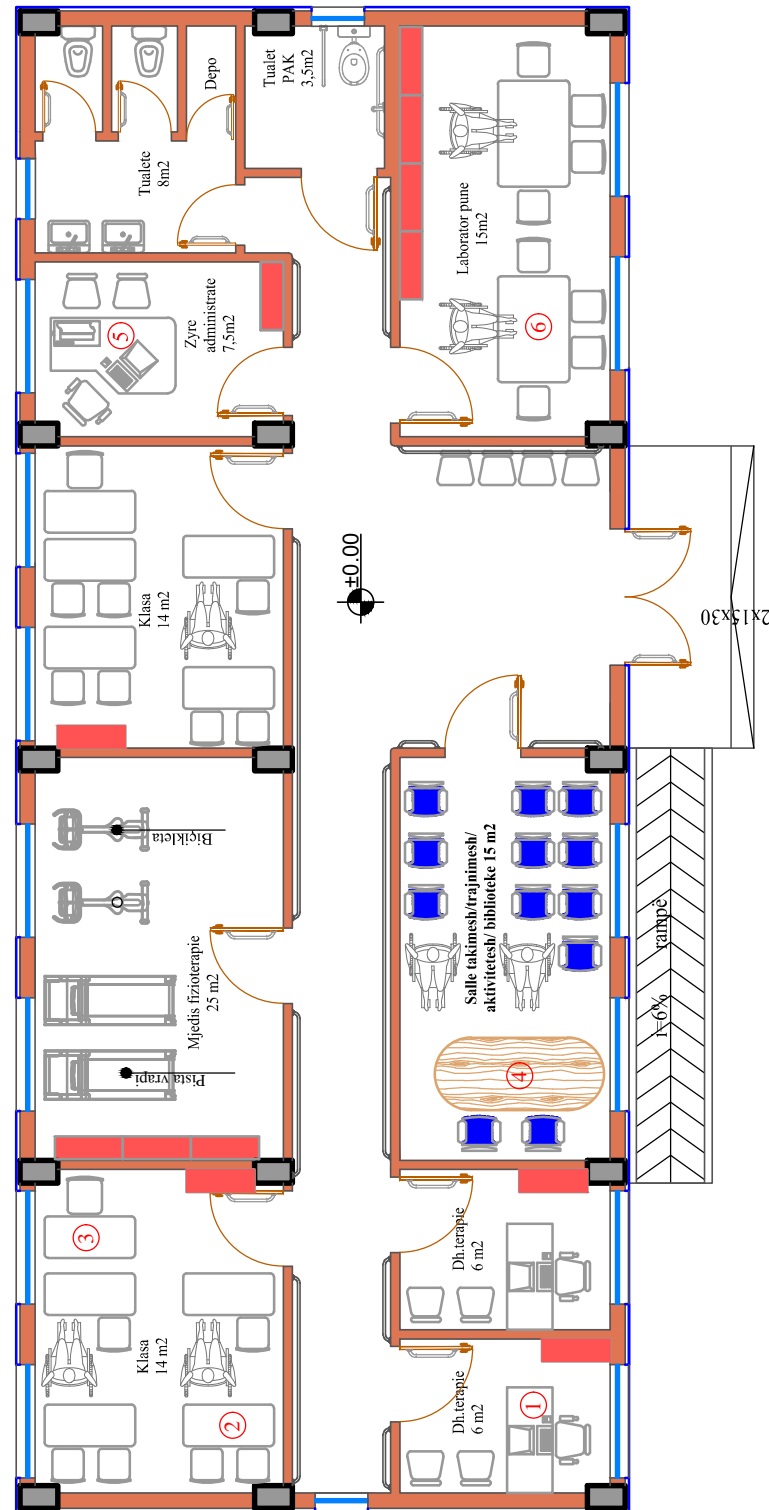 Depo
Tualet
PAK
3,5m2
Tualete
8m2
Laborator pune
15m2
6
Zyre
administrate
7,5m2
5
Klasa
14 m2
±0.00
2x15x30
Biçikleta
Mjedis fizioterapie
25 m2
Pista vrapi
Salle takimesh/trajnimesh/
aktivitetesh/ biblioteke 15 m2
4
rampë
i=6%
3
Klasa
14 m2
2
Dh.terapie
6 m2
Dh.terapie
6 m2
1